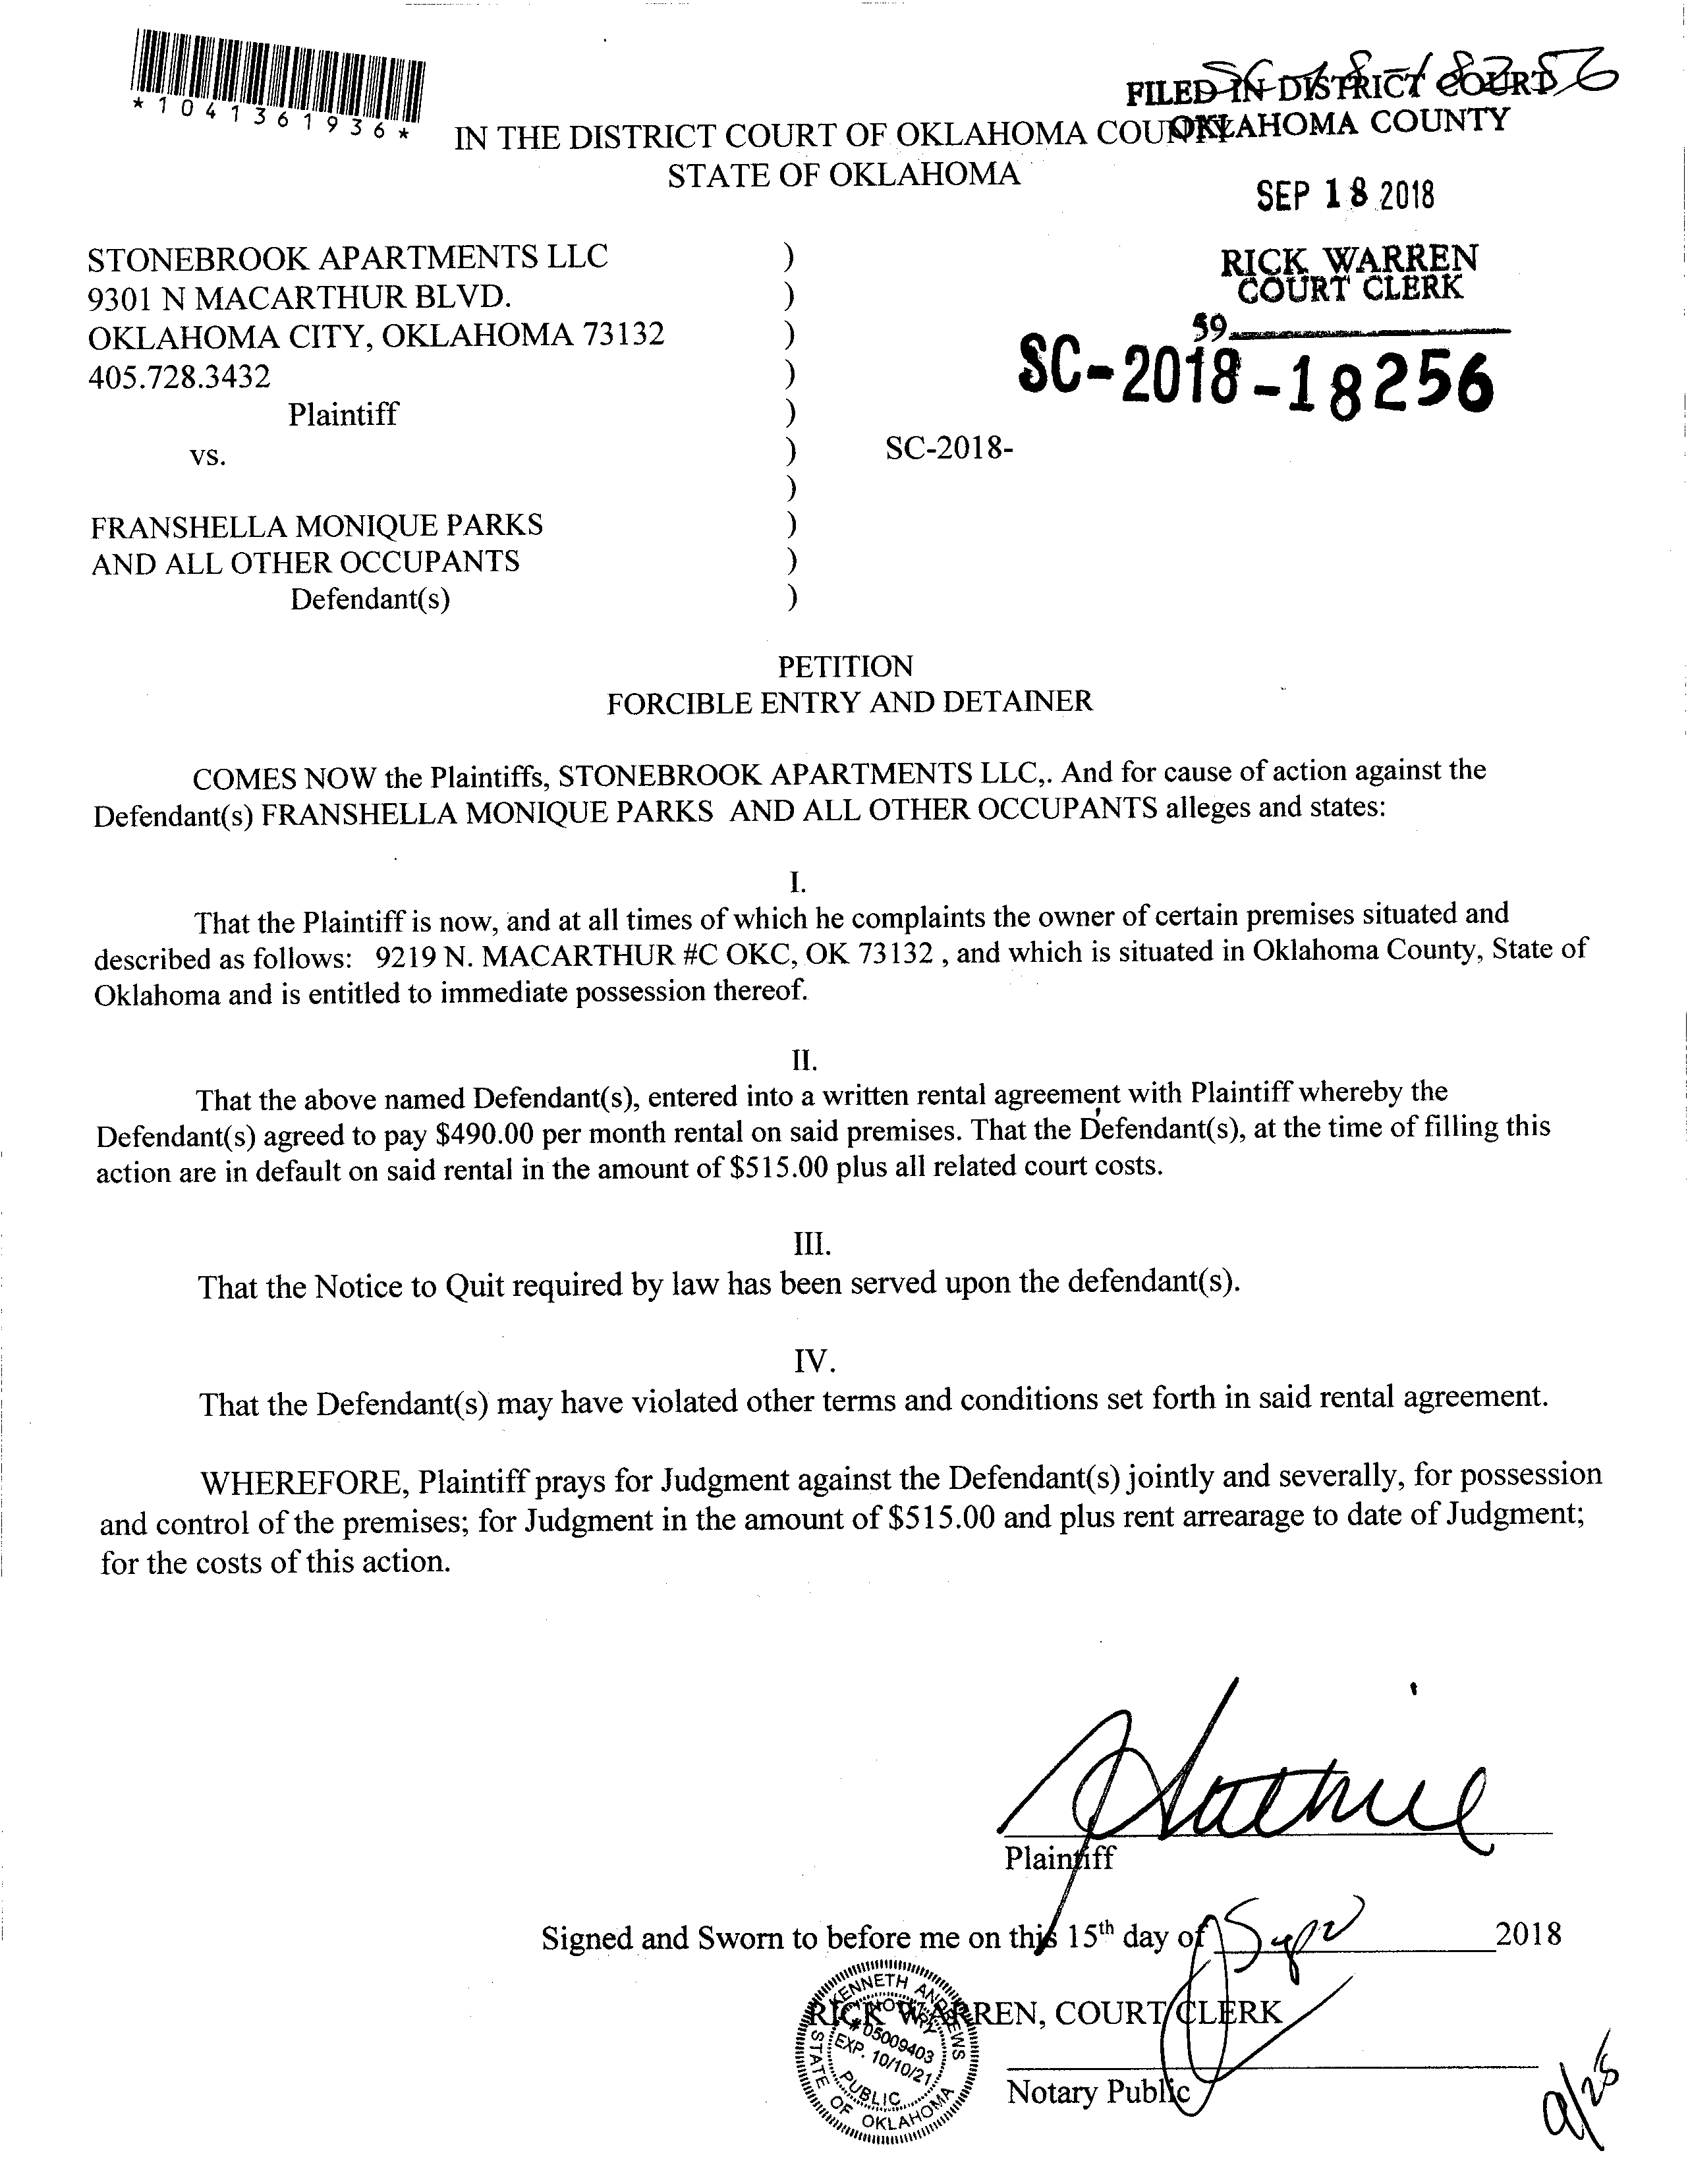 *1041361936*
SC-18-18256
FILED IN DISTRICT COURT
OKLAHOMA COUNTY
IN THE DISTRICT COURT OF OKLAHOMA COUNTY
STATE OF OKLAHOMA
SEP 18 2018
RICK WARREN
COURT CLERK
59
SC-2018-18256
STONEBROOK APARTMENTS LLC )
9301 N MACARTHUR BLVD. )
OKLAHOMA CITY, OKLAHOMA 73132 )
405.728.3432 )
Plaintiff )
vs. ) SC-2018-
)
FRANSHELLA MONIQUE PARKS )
AND ALL OTHER OCCUPANTS )
Defendant(s) )
PETITION
FORCIBLE ENTRY AND DETAINER
COMES NOW the Plaintiffs, STONEBROOK APARTMENTS LLC,. And for cause of action against the
Defendant(s) FRANSHELLA MONIQUE PARKS AND ALL OTHER OCCUPANTS alleges and states:
I.
That the Plaintiff is now, and at all times of which he complaints the owner of certain premises situated and
described as follows: 9219 N. MACARTHUR #C OKC, OK 73132 , and which is situated in Oklahoma County, State of
Oklahoma and is entitled to immediate possession thereof.
II.
That the above named Defendant(s), entered into a written rental agreement with Plaintiff whereby the
Defendant(s) agreed to pay $490.00 per month rental on said premises. That the Defendant(s), at the time of filling this
action are in default on said rental in the amount of $515.00 plus all related court costs.
III.
That the Notice to Quit required by law has been served upon the defendant(s).
IV.
That the Defendant(s) may have violated other terms and conditions set forth in said rental agreement.
WHEREFORE, Plaintiff prays for Judgment against the Defendant(s) jointly and severally, for possession
and control of the premises; for Judgment in the amount of $515.00 and plus rent arrearage to date of Judgment;
for the costs of this action.
Plaintiff
Signed and Sworn to before me on this 15th day of Sept 2018
RICK WARREN, COURT CLERK
KENNETH ANDREWS
NOTARY
# 05009403
EXP. 10/10/21
PUBLIC
STATE OF OKLAHOMA
Notary Public
9/25